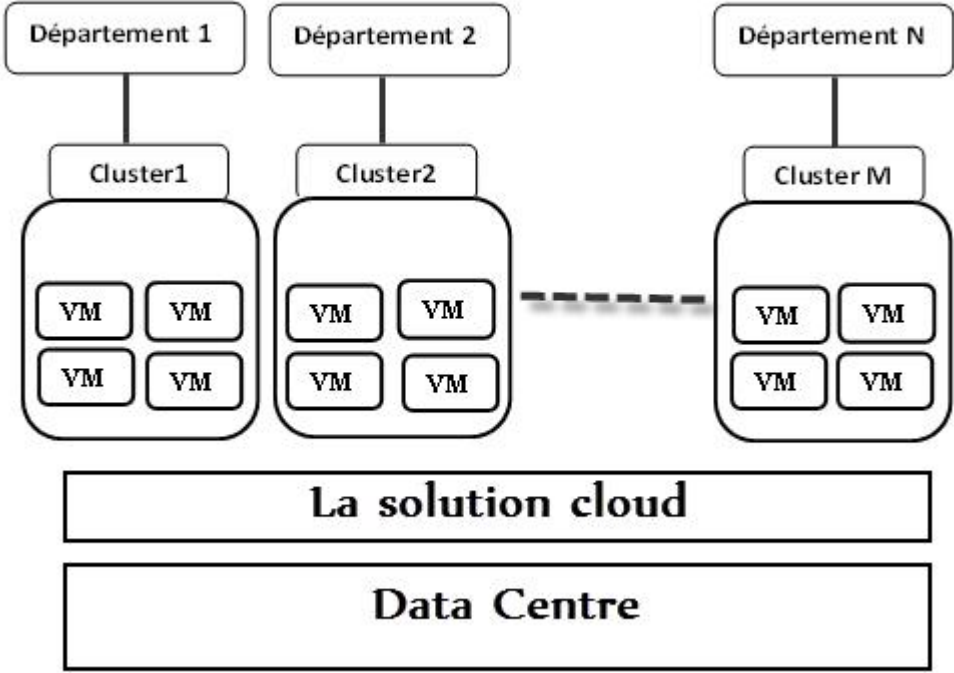 Département 1
Département 2
Département N
Cluster1
Cluster2
Cluster M
VM
VM
VM
VM
VM
VM
VM
VM
VM
VM
VM
VM
La solution cloud
Data Centre